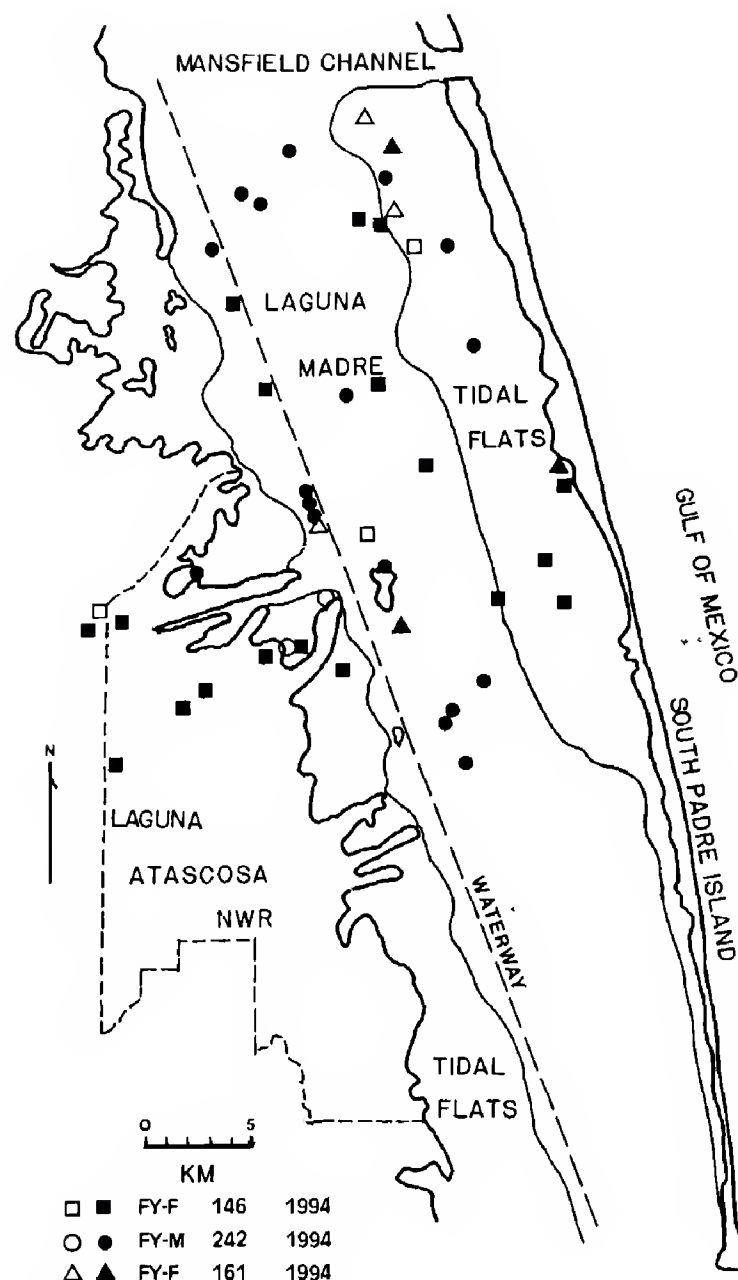 MANSFIELD CHANNEL
LAGUNA
MADRE
TIDAL
FLATS
GULF OF MEXICO
SOUTH PADRE ISLAND
N
LAGUNA
ATASCOSA
NWR
WATERWAY
TIDAL
FLATS
0 5
KM
FY-F 146 1994
FY-M 242 1994
FY-F 161 1994